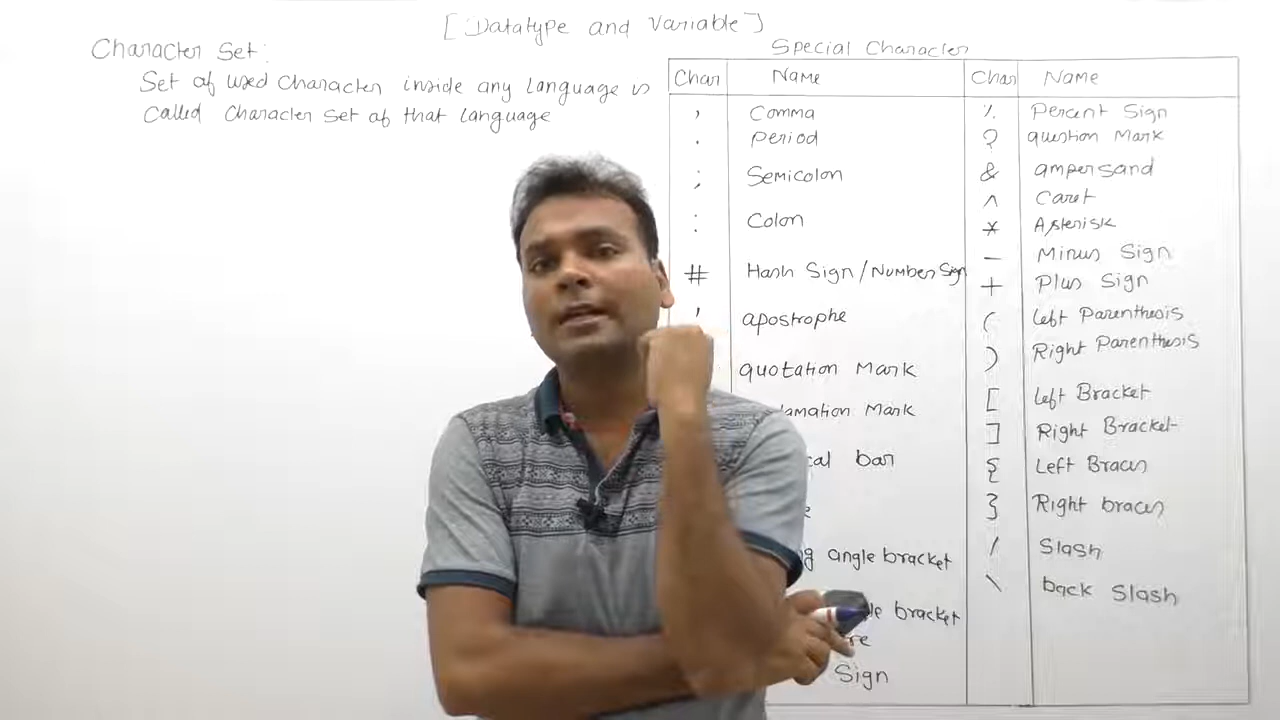 [ Datatype and Variable ]
Character Set:
Set of used Character inside any Language is
Called Character Set of that Language
Special Character
Char Name Char Name
, Comma % Percent Sign
. Period ? question Mark
; Semicolon & ampersand
^ Caret
: Colon * Asterisk
- Minus Sign
# Hash Sign/Number Sign + Plus Sign
' apostrophe ( Left Parenthesis
) Right Parenthesis
quotation Mark [ Left Bracket
Mark ] Right Bracket
bar { Left Braces
} Right braces
angle bracket / Slash
\ back Slash
bracket
Sign